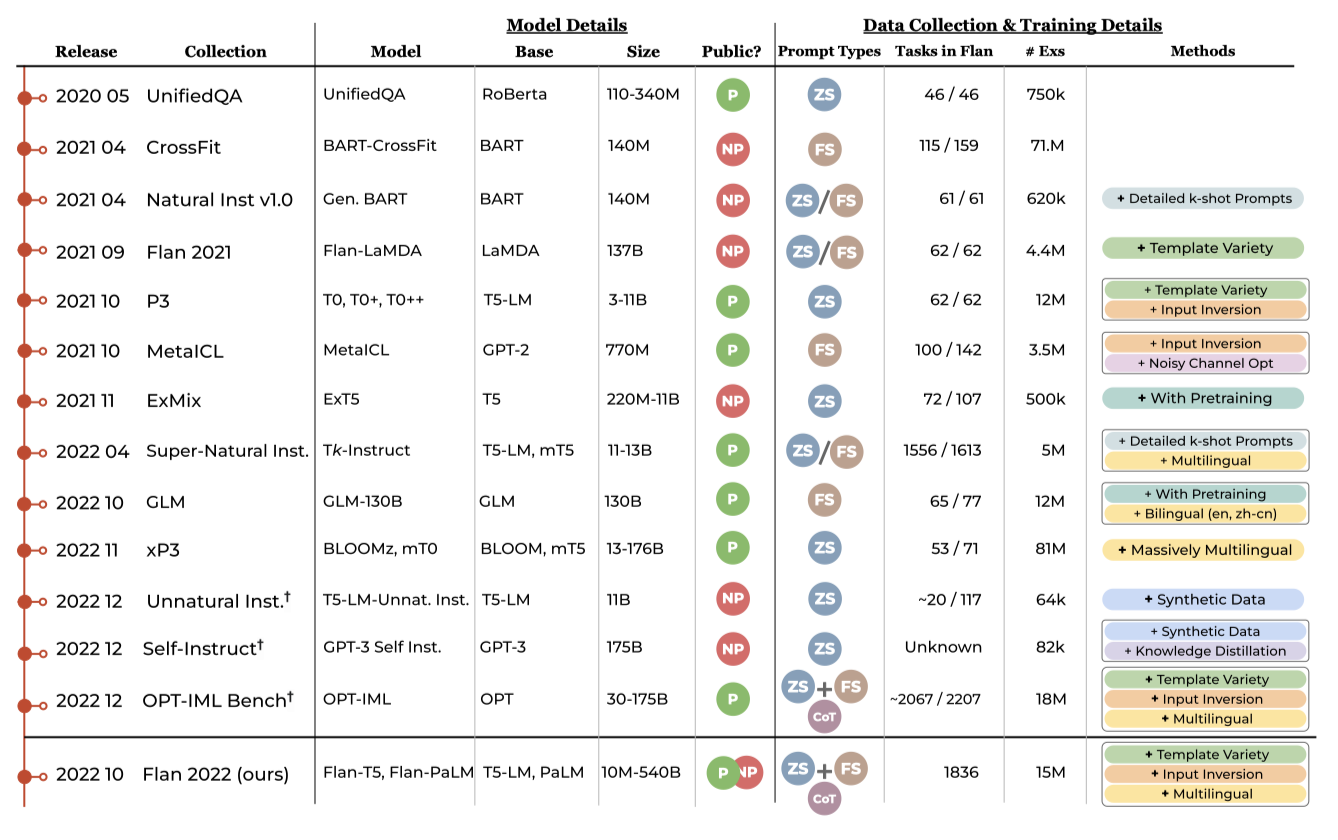 Model Details Data Collection & Training Details
Release Collection Model Base Size Public? Prompt Types Tasks in Flan # Exs Methods
2020 05 UnifiedQA UnifiedQA RoBerta 110-340M P ZS 46 / 46 750k
2021 04 CrossFit BART-CrossFit BART 140M NP FS 115 / 159 71.M
2021 04 Natural Inst v1.0 Gen. BART BART 140M NP ZS / FS 61 / 61 620k + Detailed k-shot Prompts
2021 09 Flan 2021 Flan-LaMDA LaMDA 137B NP ZS / FS 62 / 62 4.4M + Template Variety
2021 10 P3 T0, T0+, T0++ T5-LM 3-11B P ZS 62 / 62 12M + Template Variety
+ Input Inversion
2021 10 MetaICL MetaICL GPT-2 770M P FS 100 / 142 3.5M + Input Inversion
+ Noisy Channel Opt
2021 11 ExMix ExT5 T5 220M-11B NP ZS 72 / 107 500k + With Pretraining
2022 04 Super-Natural Inst. Tk-Instruct T5-LM, mT5 11-13B P ZS / FS 1556 / 1613 5M + Detailed k-shot Prompts
+ Multilingual
2022 10 GLM GLM-130B GLM 130B P FS 65 / 77 12M + With Pretraining
+ Bilingual (en, zh-cn)
2022 11 xP3 BLOOMz, mT0 BLOOM, mT5 13-176B P ZS 53 / 71 81M + Massively Multilingual
2022 12 Unnatural Inst.† T5-LM-Unnat. Inst. T5-LM 11B NP ZS ~20 / 117 64k + Synthetic Data
2022 12 Self-Instruct† GPT-3 Self Inst. GPT-3 175B NP ZS Unknown 82k + Synthetic Data
+ Knowledge Distillation
2022 12 OPT-IML Bench† OPT-IML OPT 30-175B P ZS + FS CoT ~2067 / 2207 18M + Template Variety
+ Input Inversion
+ Multilingual
2022 10 Flan 2022 (ours) Flan-T5, Flan-PaLM T5-LM, PaLM 10M-540B P NP ZS + FS CoT 1836 15M + Template Variety
+ Input Inversion
+ Multilingual